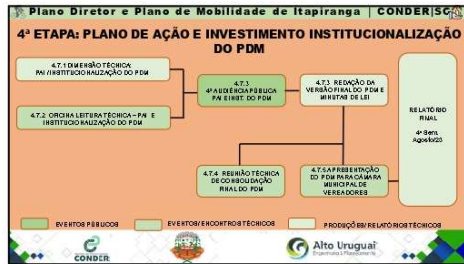 Plano Diretor e Plano de Mobilidade de Itapiranga | CONDER|SC
4ª ETAPA: PLANO DE AÇÃO E INVESTIMENTO INSTITUCIONALIZAÇÃO
DO PDM
4.7.1 DIMENSÃO TÉCNICA:
PAI/INSTITUCIONALIZAÇÃO DO PDM
4.7.2 OFICINA LEITURA TÉCNICA – PAI E
INSTITUCIONALIZAÇÃO DO PDM
4.7.3
4ª AUDIÊNCIA PÚBLICA
PAI E INST. DO PDM
4.7.3 REDAÇÃO DA
VERSÃO FINAL DO PDM E
MINUTAS DE LEI
4.7.4 REUNIÃO TÉCNICA
DE CONSOLIDAÇÃO
FINAL DO PDM
4.7.5 APRESENTAÇÃO
DO PDM PARA CÂMARA
MUNICIPAL DE
VEREADORES
RELATÓRIO
FINAL
4ª Sem.
Agosto/23
EVENTOS PÚBLICOS
EVENTOS/ENCONTROS TÉCNICOS
PRODUÇÕES/RELATÓRIOS TÉCNICOS
CONDER
Alto Uruguai
Engenharia & Planejamento